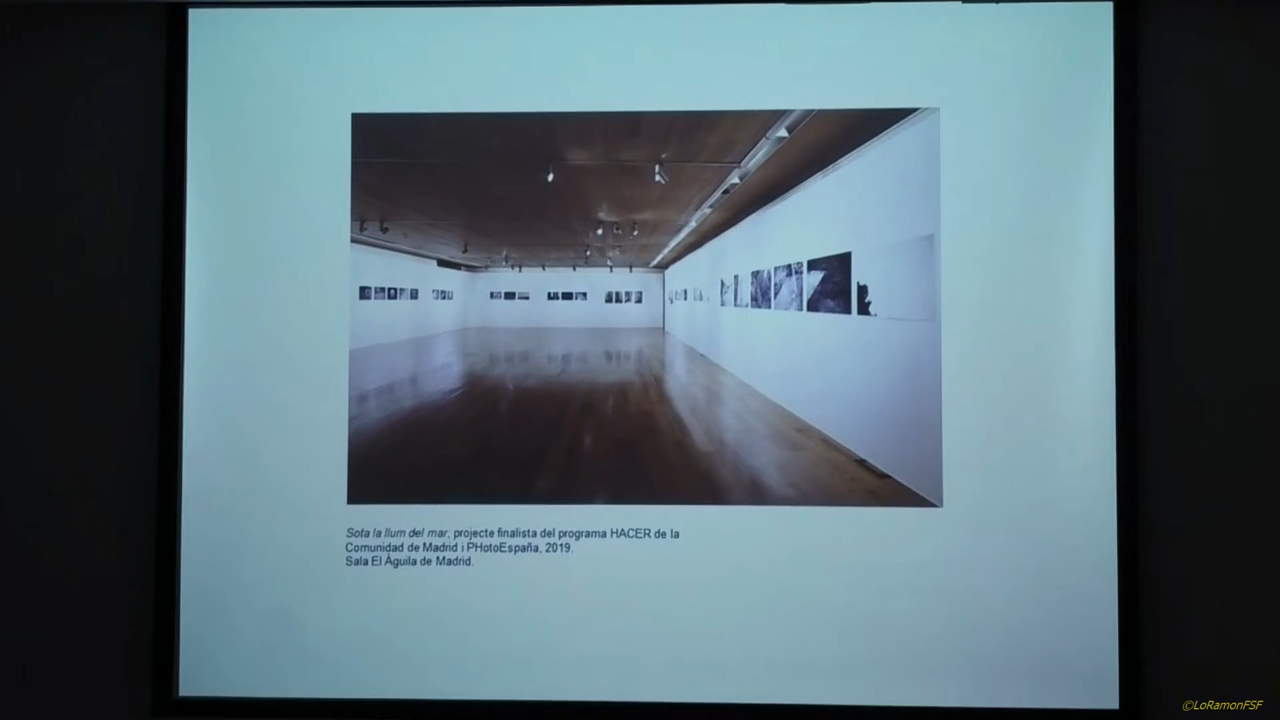 Sota la llum del mar, projecte finalista del programa HACER de la
Comunidad de Madrid i PHotoEspaña, 2019.
Sala El Àguila de Madrid.
©LoRamonFSF